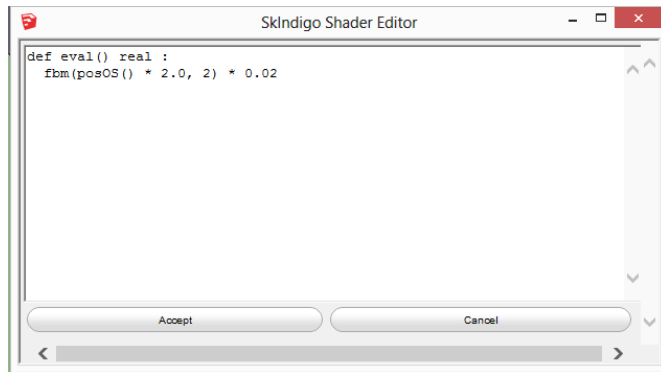 SkIndigo Shader Editor
def eval() real :
  fbm(posOS() * 2.0, 2) * 0.02
Accept
Cancel